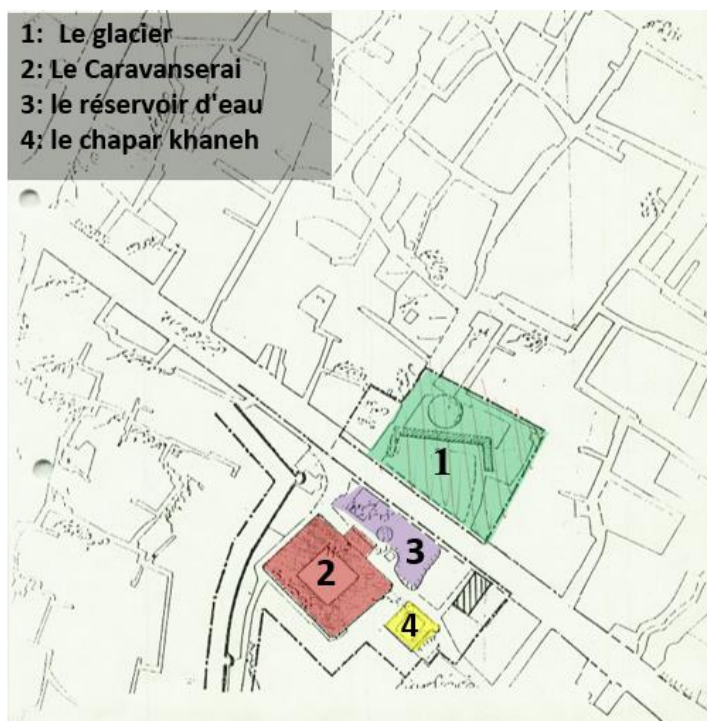 1:  Le glacier
2: Le Caravanserai
3: le réservoir d'eau
4: le chapar khaneh
1
2
3
4